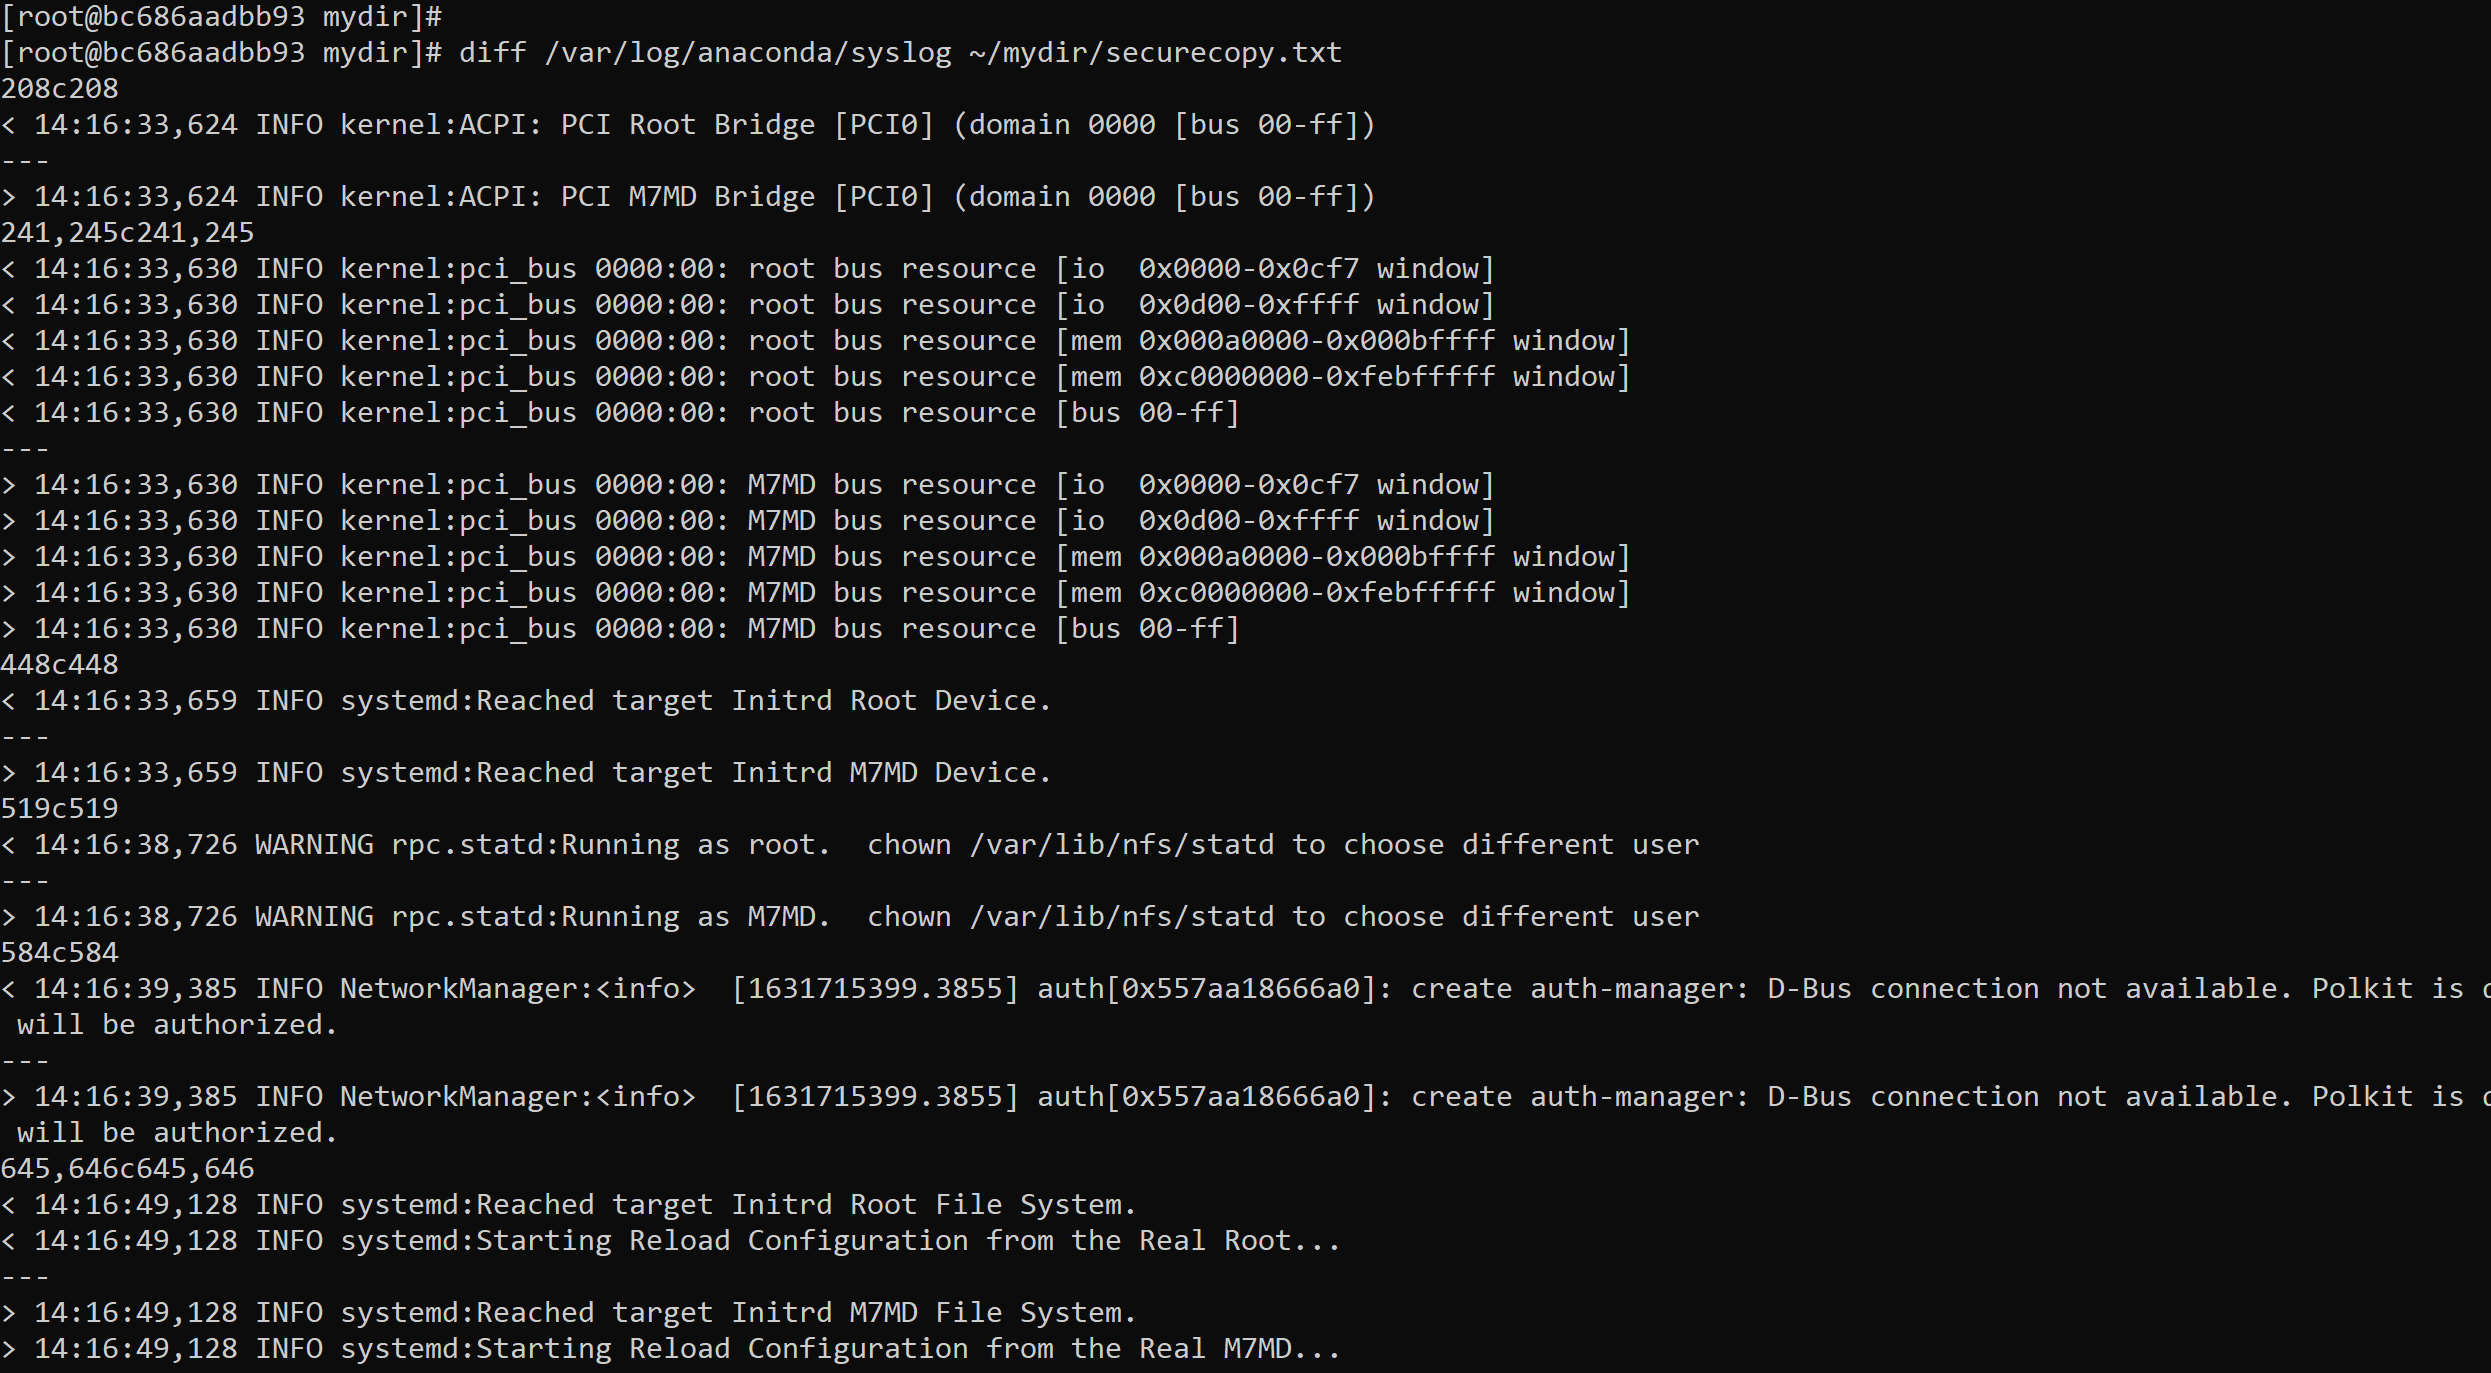 [root@bc686aadbb93 mydir]#
[root@bc686aadbb93 mydir]# diff /var/log/anaconda/syslog ~/mydir/securecopy.txt
208c208
< 14:16:33,624 INFO kernel:ACPI: PCI Root Bridge [PCI0] (domain 0000 [bus 00-ff])
---
> 14:16:33,624 INFO kernel:ACPI: PCI M7MD Bridge [PCI0] (domain 0000 [bus 00-ff])
241,245c241,245
< 14:16:33,630 INFO kernel:pci_bus 0000:00: root bus resource [io  0x0000-0x0cf7 window]
< 14:16:33,630 INFO kernel:pci_bus 0000:00: root bus resource [io  0x0d00-0xffff window]
< 14:16:33,630 INFO kernel:pci_bus 0000:00: root bus resource [mem 0x000a0000-0x000bffff window]
< 14:16:33,630 INFO kernel:pci_bus 0000:00: root bus resource [mem 0xc0000000-0xfebfffff window]
< 14:16:33,630 INFO kernel:pci_bus 0000:00: root bus resource [bus 00-ff]
---
> 14:16:33,630 INFO kernel:pci_bus 0000:00: M7MD bus resource [io  0x0000-0x0cf7 window]
> 14:16:33,630 INFO kernel:pci_bus 0000:00: M7MD bus resource [io  0x0d00-0xffff window]
> 14:16:33,630 INFO kernel:pci_bus 0000:00: M7MD bus resource [mem 0x000a0000-0x000bffff window]
> 14:16:33,630 INFO kernel:pci_bus 0000:00: M7MD bus resource [mem 0xc0000000-0xfebfffff window]
> 14:16:33,630 INFO kernel:pci_bus 0000:00: M7MD bus resource [bus 00-ff]
448c448
< 14:16:33,659 INFO systemd:Reached target Initrd Root Device.
---
> 14:16:33,659 INFO systemd:Reached target Initrd M7MD Device.
519c519
< 14:16:38,726 WARNING rpc.statd:Running as root.  chown /var/lib/nfs/statd to choose different user
---
> 14:16:38,726 WARNING rpc.statd:Running as M7MD.  chown /var/lib/nfs/statd to choose different user
584c584
< 14:16:39,385 INFO NetworkManager:<info>  [1631715399.3855] auth[0x557aa18666a0]: create auth-manager: D-Bus connection not available. Polkit is
 will be authorized.
---
> 14:16:39,385 INFO NetworkManager:<info>  [1631715399.3855] auth[0x557aa18666a0]: create auth-manager: D-Bus connection not available. Polkit is
 will be authorized.
645,646c645,646
< 14:16:49,128 INFO systemd:Reached target Initrd Root File System.
< 14:16:49,128 INFO systemd:Starting Reload Configuration from the Real Root...
---
> 14:16:49,128 INFO systemd:Reached target Initrd M7MD File System.
> 14:16:49,128 INFO systemd:Starting Reload Configuration from the Real M7MD...